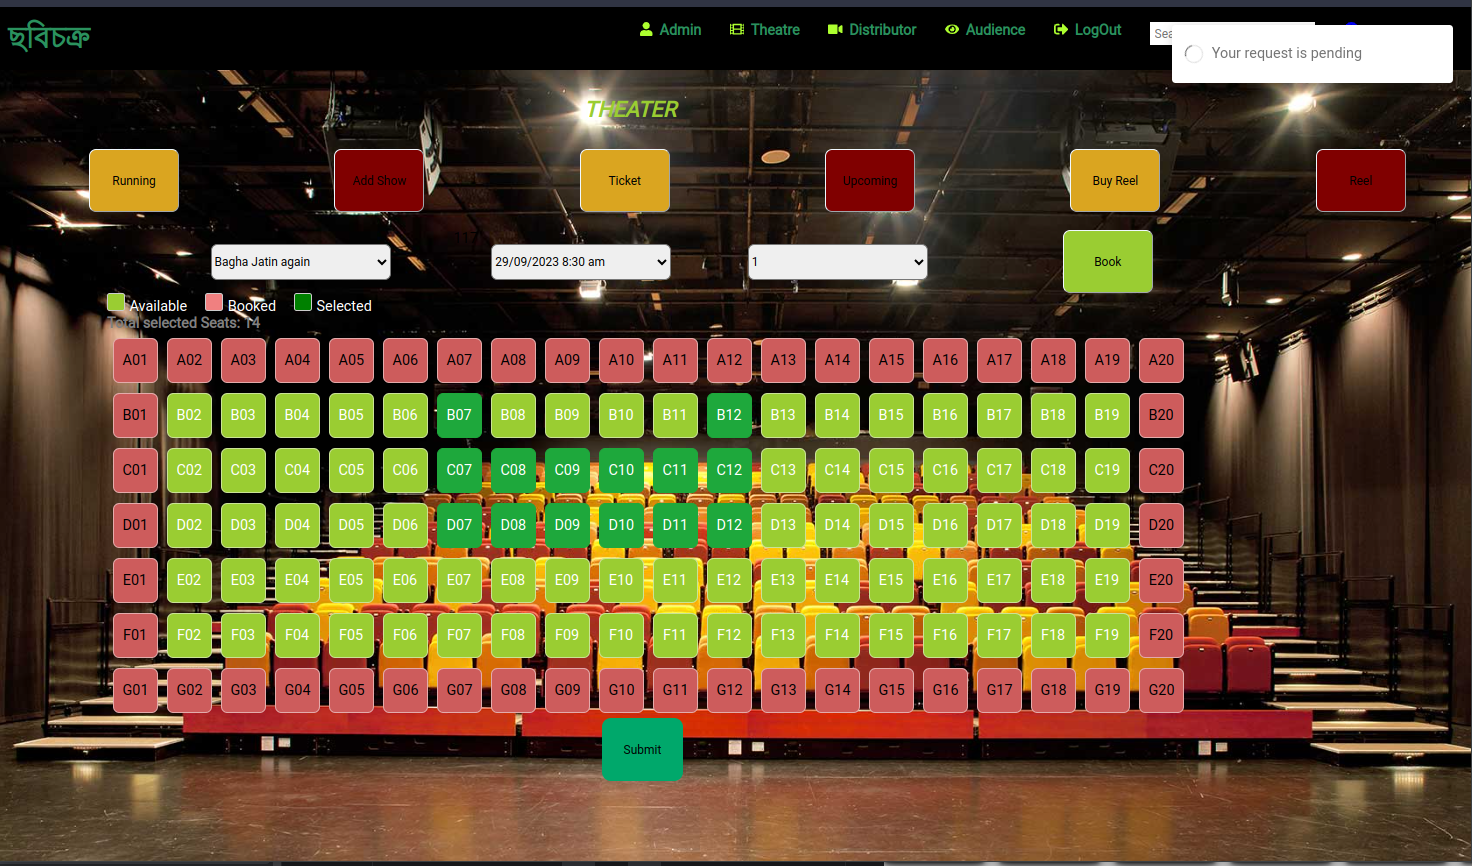 ছবিচক্র
Admin Theatre Distributor Audience LogOut Sea
Your request is pending
THEATER
Running Add Show Ticket Upcoming Buy Reel Reel
Bagha Jatin again 29/09/2023 8:30 am 1 Book
Available Booked Selected
Total selected Seats: 14
A01 A02 A03 A04 A05 A06 A07 A08 A09 A10 A11 A12 A13 A14 A15 A16 A17 A18 A19 A20
B01 B02 B03 B04 B05 B06 B07 B08 B09 B10 B11 B12 B13 B14 B15 B16 B17 B18 B19 B20
C01 C02 C03 C04 C05 C06 C07 C08 C09 C10 C11 C12 C13 C14 C15 C16 C17 C18 C19 C20
D01 D02 D03 D04 D05 D06 D07 D08 D09 D10 D11 D12 D13 D14 D15 D16 D17 D18 D19 D20
E01 E02 E03 E04 E05 E06 E07 E08 E09 E10 E11 E12 E13 E14 E15 E16 E17 E18 E19 E20
F01 F02 F03 F04 F05 F06 F07 F08 F09 F10 F11 F12 F13 F14 F15 F16 F17 F18 F19 F20
G01 G02 G03 G04 G05 G06 G07 G08 G09 G10 G11 G12 G13 G14 G15 G16 G17 G18 G19 G20
Submit